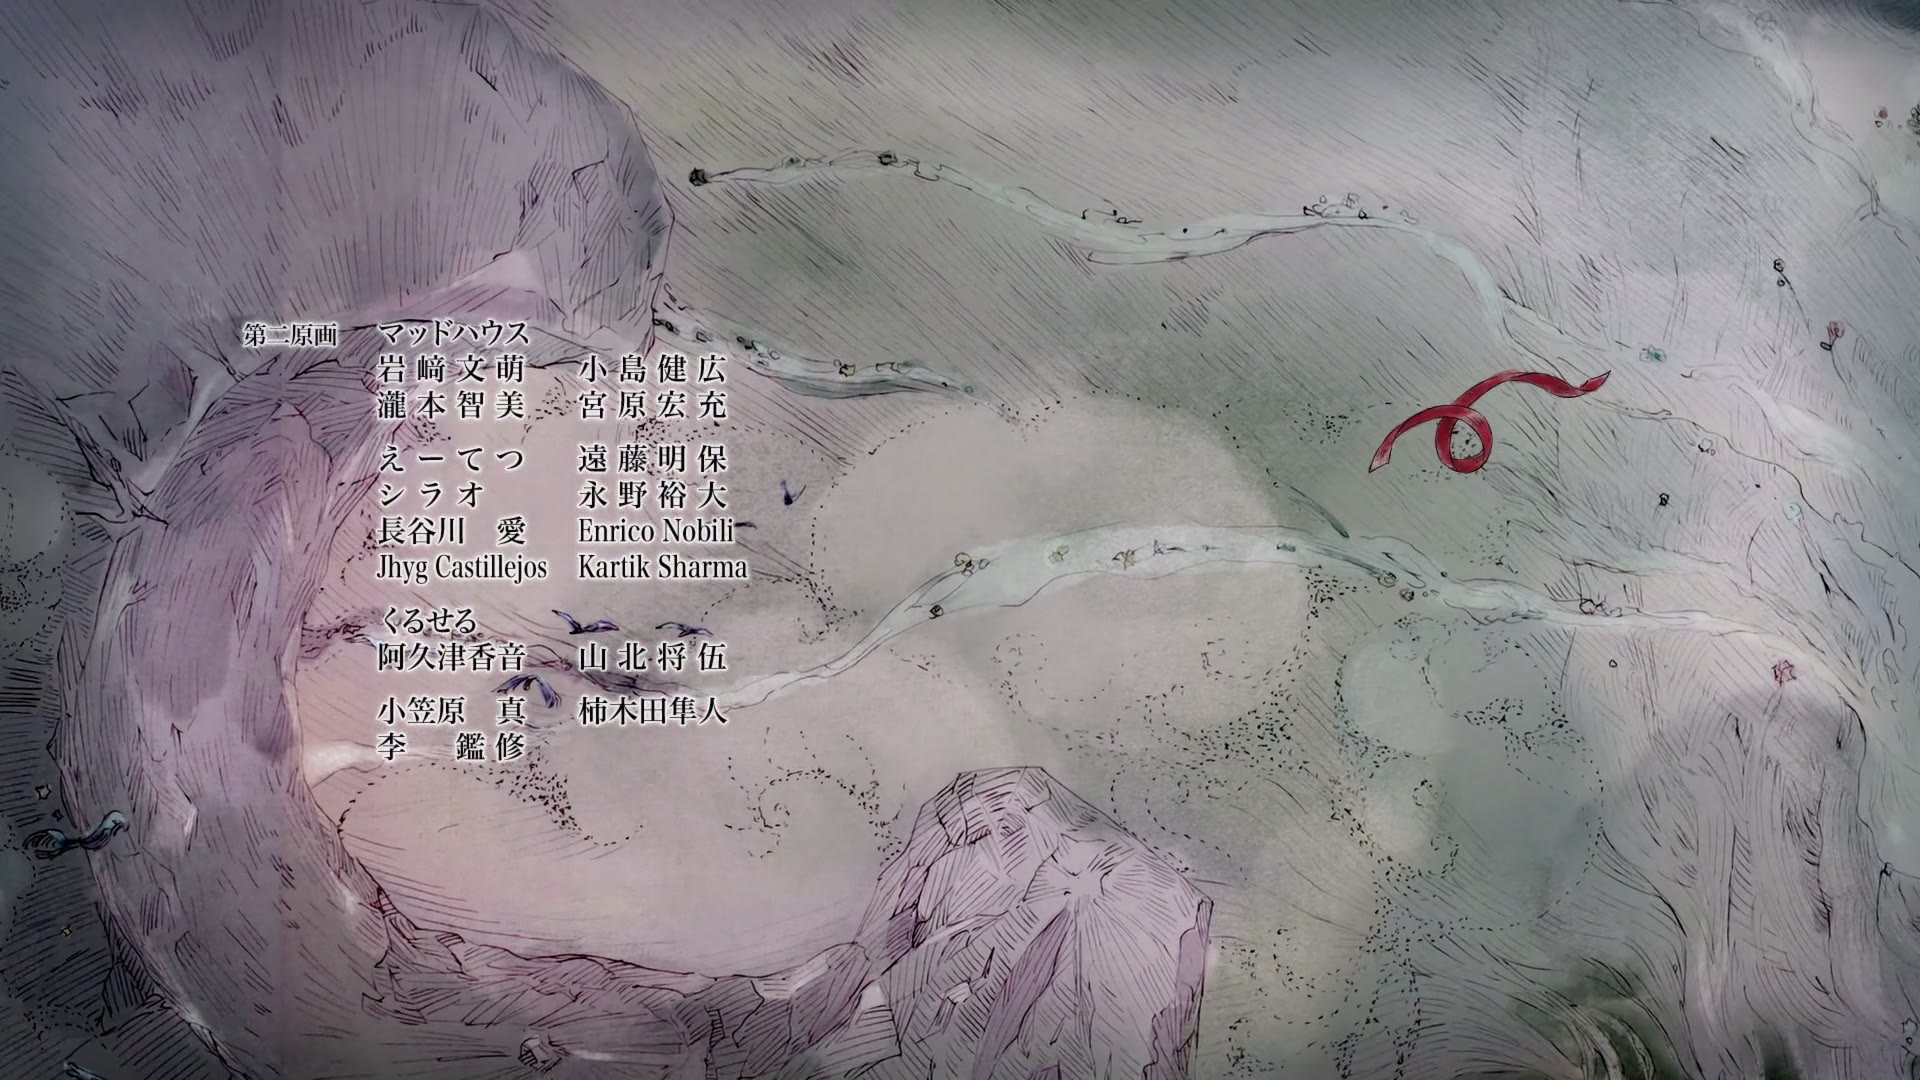 第二原画 マッドハウス
岩﨑文萌 小島健広
瀧本智美 宮原宏充
えーてつ 遠藤明保
シラオ 永野裕大
長谷川 愛 Enrico Nobili
Jhyg Castillejos Kartik Sharma
くるせる
阿久津香音 山北将伍
小笠原 真 柿木田隼人
李 鑑修